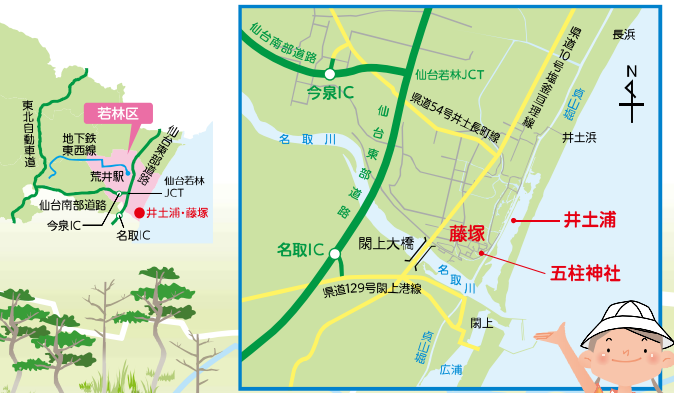 東北自動車道
地下鉄
東西線
若林区
荒井駅
仙台東部道路
仙台若林
JCT
仙台南部道路
今泉IC
名取IC
井土浦・藤塚
仙台南部道路
今泉IC
仙台若林JCT
県道54号井土長町線
県道10号塩釜亘理線
長浜
貞山堀
N
井土浜
名取川
仙台東部道路
名取IC
閖上大橋
藤塚
井土浦
五柱神社
名取川
県道129号閖上港線
閖上
貞山堀
広浦